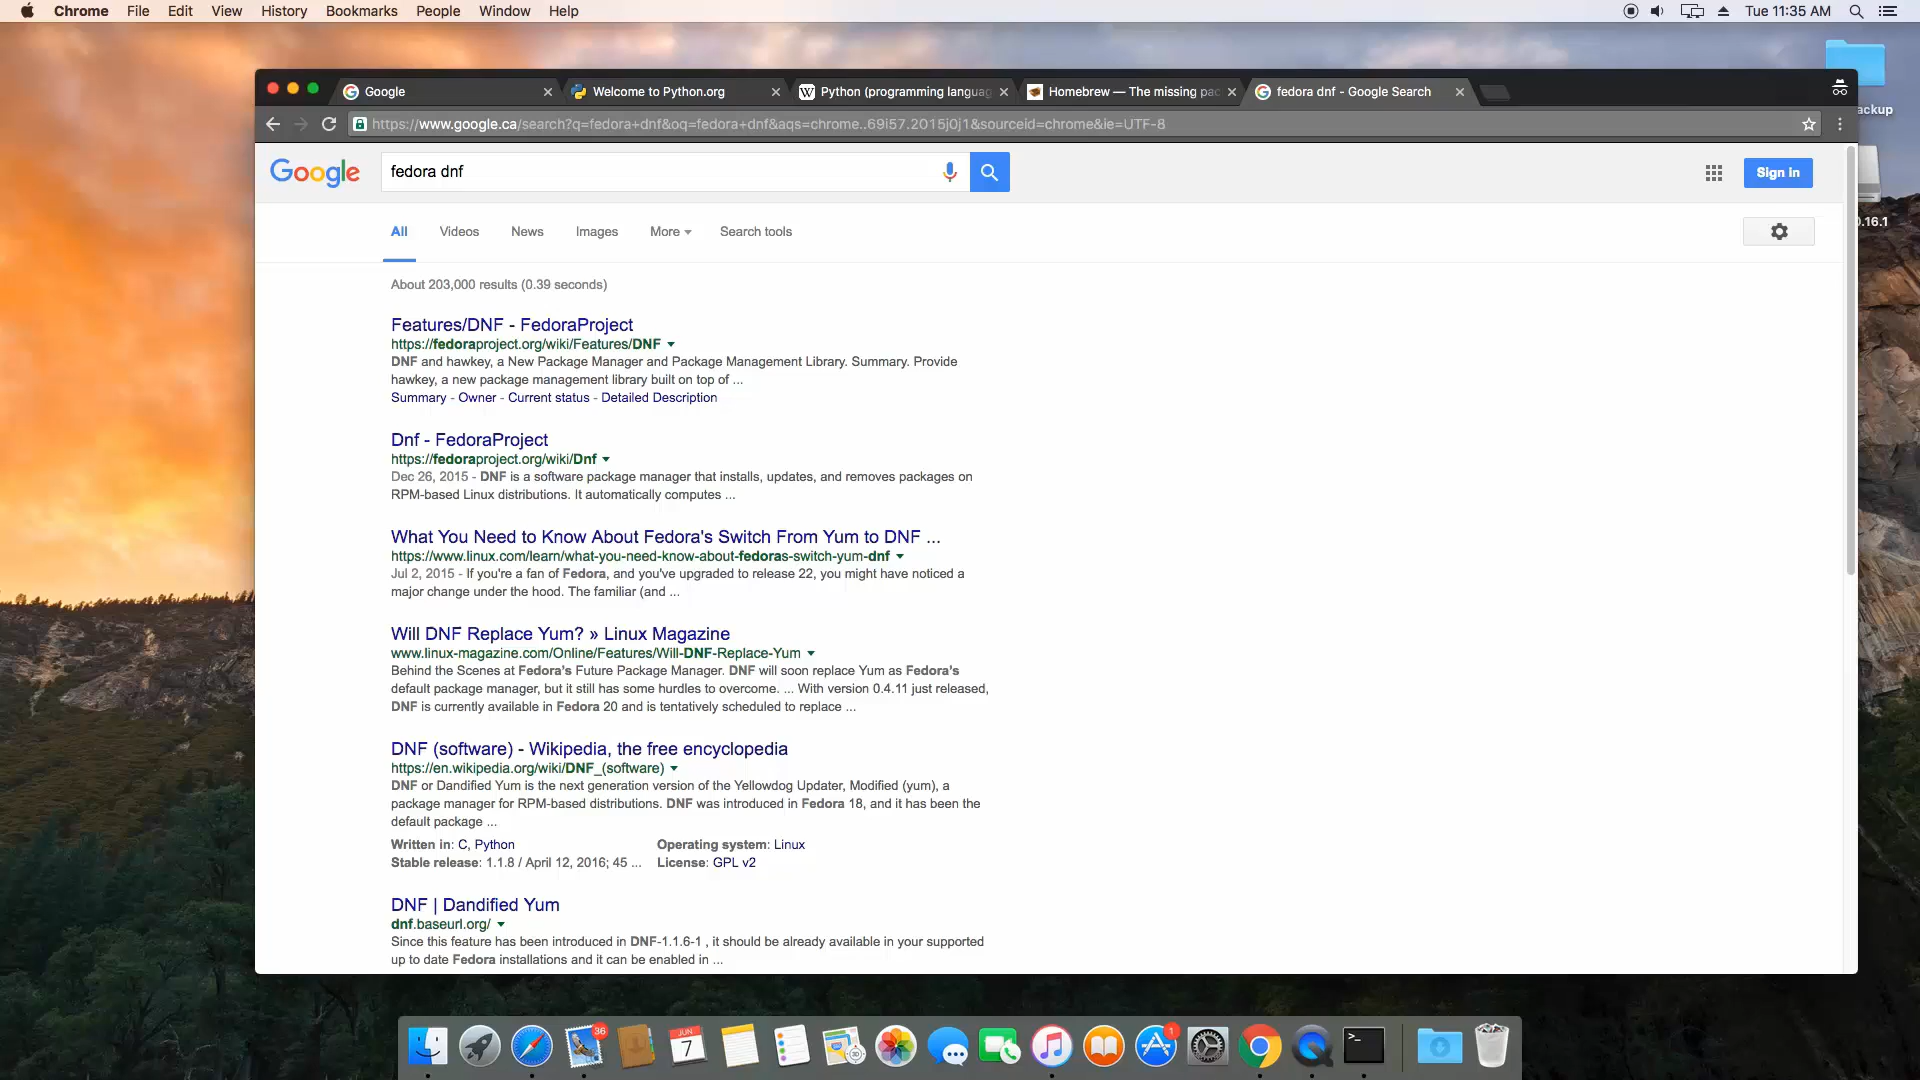 Chrome File Edit View History Bookmarks People Window Help
Tue 11:35 AM
Google
Welcome to Python.org
Python (programming langua
Homebrew — The missing pac
fedora dnf - Google Search
ackup
https://www.google.ca/search?q=fedora+dnf&oq=fedora+dnf&aqs=chrome..69i57.2015j0j1&sourceid=chrome&ie=UTF-8
Google
fedora dnf
Sign in
0.16.1
All Videos News Images More Search tools
About 203,000 results (0.39 seconds)
Features/DNF - FedoraProject
https://fedoraproject.org/wiki/Features/DNF
DNF and hawkey, a New Package Manager and Package Management Library. Summary. Provide
hawkey, a new package management library built on top of ...
Summary - Owner - Current status - Detailed Description
Dnf - FedoraProject
https://fedoraproject.org/wiki/Dnf
Dec 26, 2015 - DNF is a software package manager that installs, updates, and removes packages on
RPM-based Linux distributions. It automatically computes ...
What You Need to Know About Fedora's Switch From Yum to DNF ...
https://www.linux.com/learn/what-you-need-know-about-fedoras-switch-yum-dnf
Jul 2, 2015 - If you're a fan of Fedora, and you've upgraded to release 22, you might have noticed a
major change under the hood. The familiar (and ...
Will DNF Replace Yum? » Linux Magazine
www.linux-magazine.com/Online/Features/Will-DNF-Replace-Yum
Behind the Scenes at Fedora's Future Package Manager. DNF will soon replace Yum as Fedora's
default package manager, but it still has some hurdles to overcome. ... With version 0.4.11 just released,
DNF is currently available in Fedora 20 and is tentatively scheduled to replace ...
DNF (software) - Wikipedia, the free encyclopedia
https://en.wikipedia.org/wiki/DNF_(software)
DNF or Dandified Yum is the next generation version of the Yellowdog Updater, Modified (yum), a
package manager for RPM-based distributions. DNF was introduced in Fedora 18, and it has been the
default package ...
Written in: C, Python Operating system: Linux
Stable release: 1.1.8 / April 12, 2016; 45 ... License: GPL v2
DNF | Dandified Yum
dnf.baseurl.org/
Since this feature has been introduced in DNF-1.1.6-1 , it should be already available in your supported
up to date Fedora installations and it can be enabled in ...
36
JUN
7
1